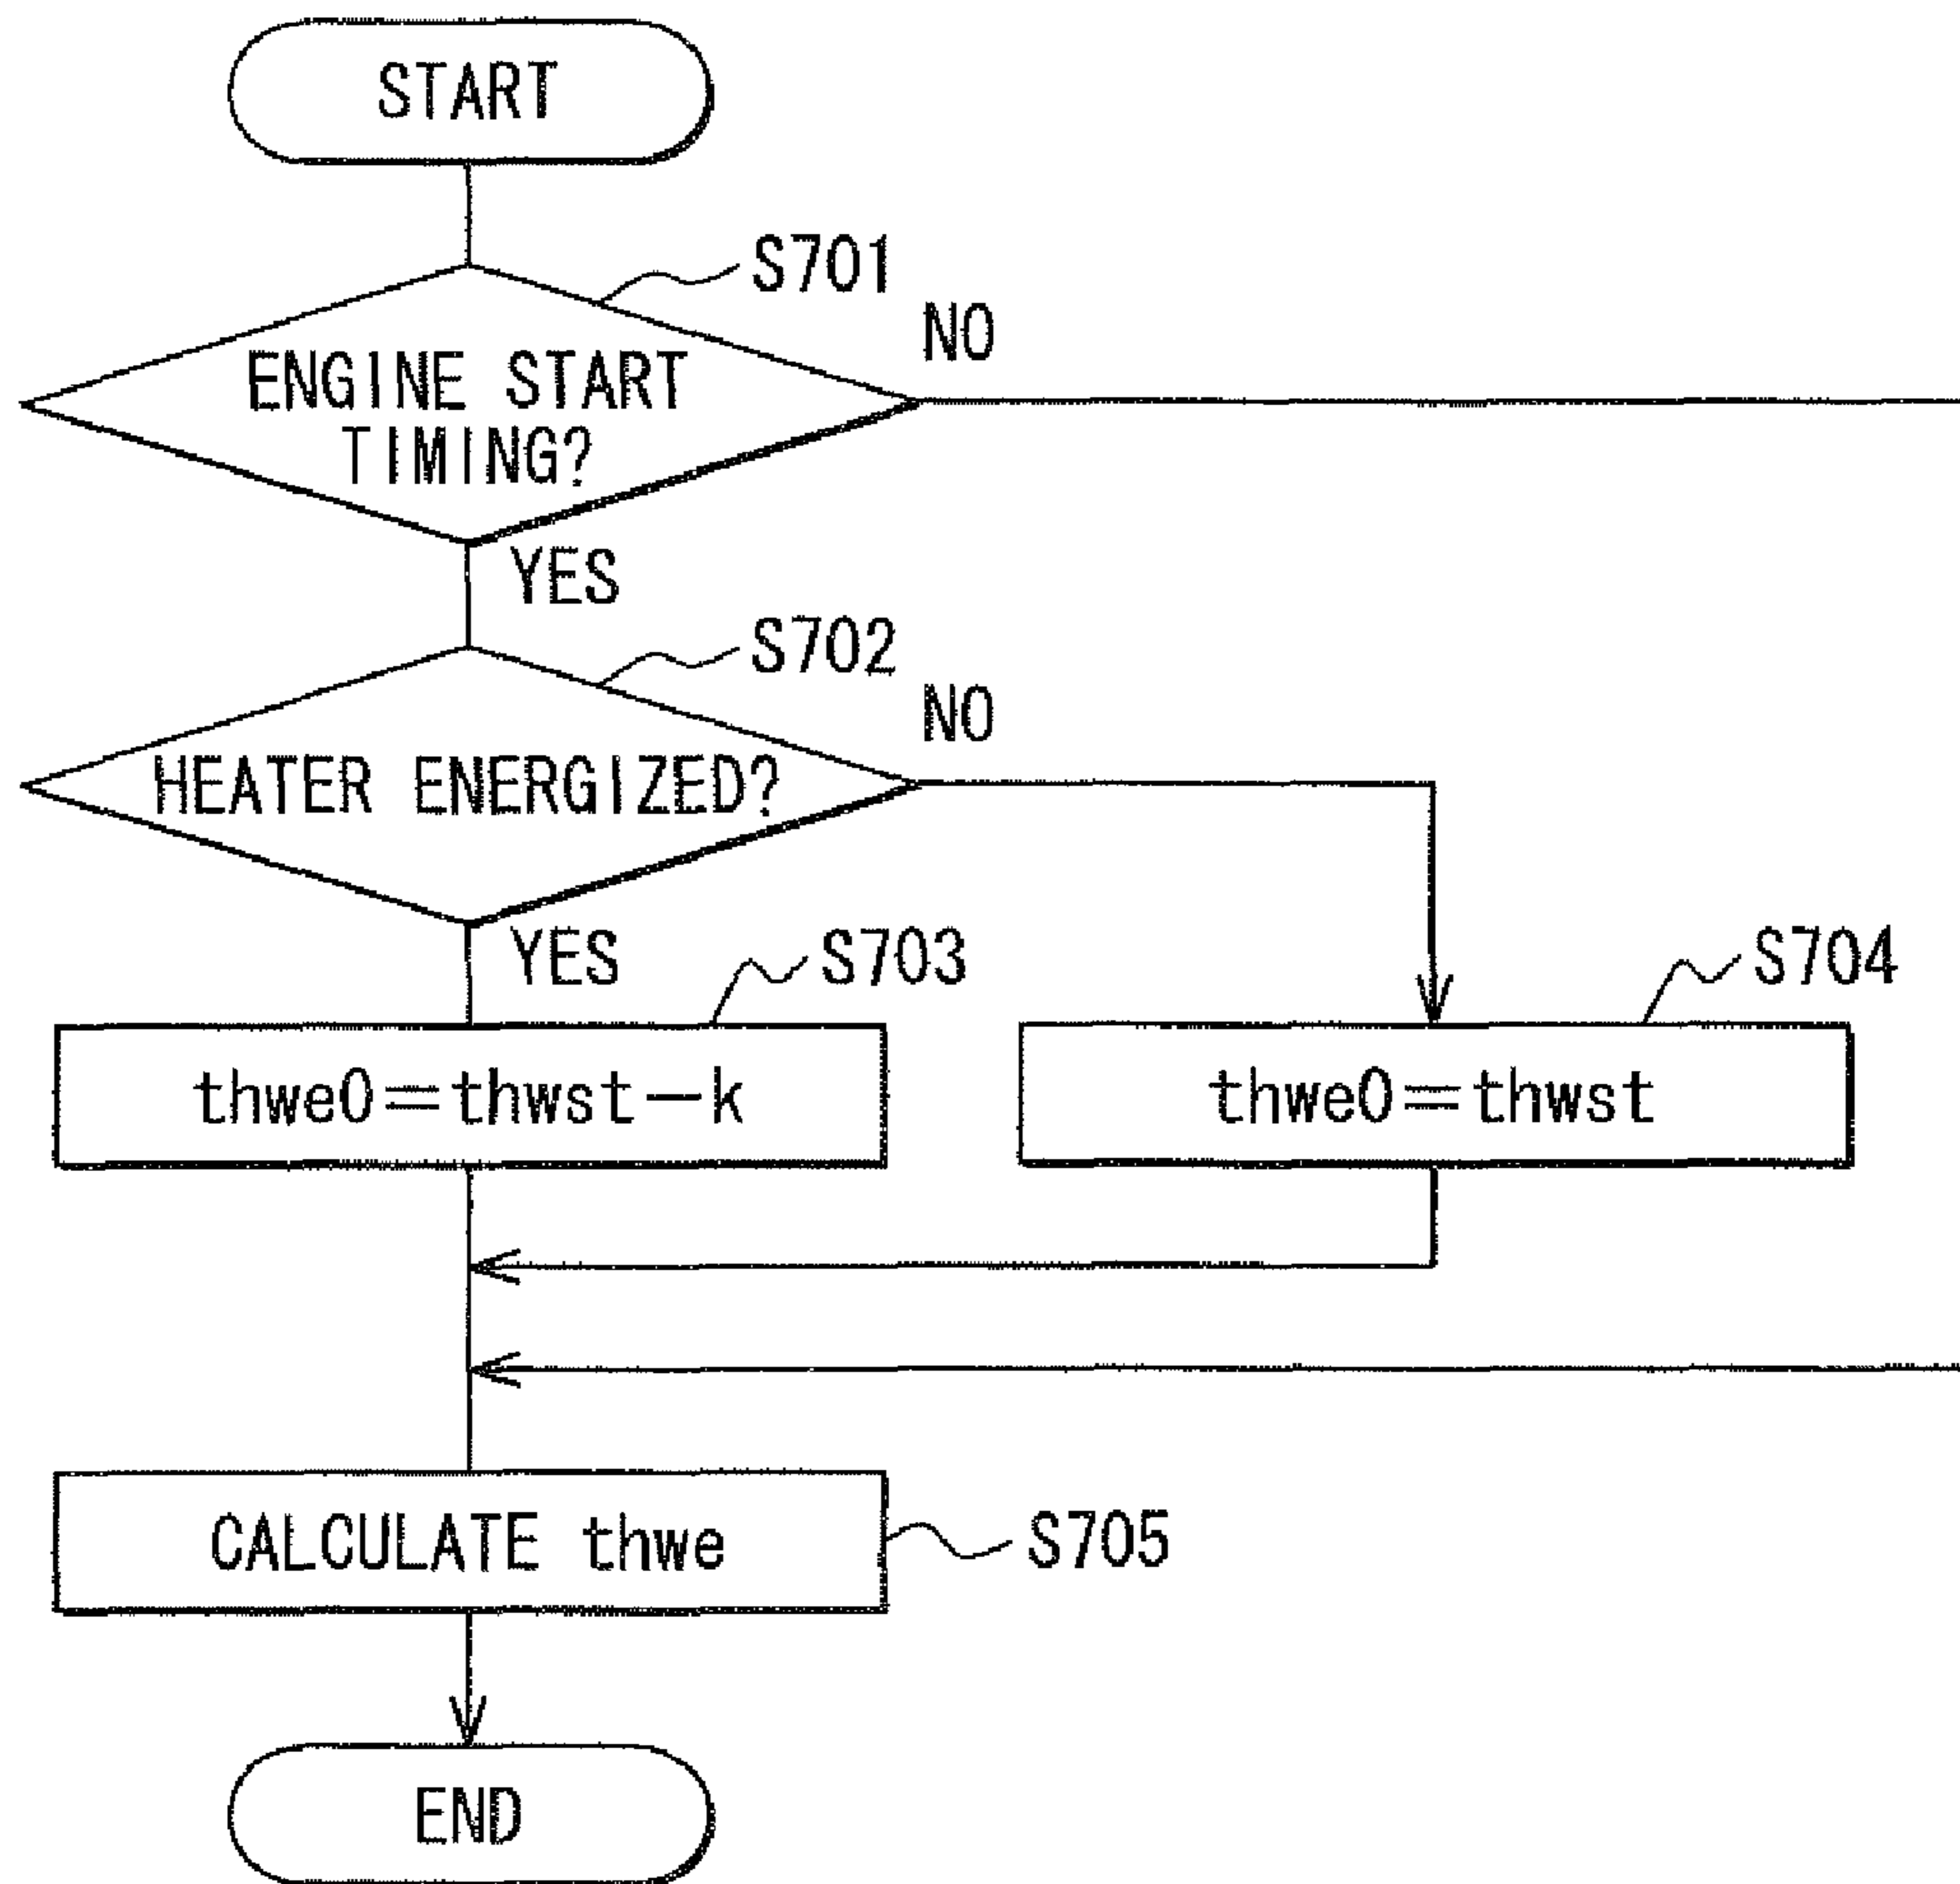 START
S701
NO
ENGINE START
TIMING?
YES
S702
NO
HEATER ENERGIZED?
YES
S703
S704
thwe0=thwst-k
thwe0=thwst
CALCULATE thwe
S705
END